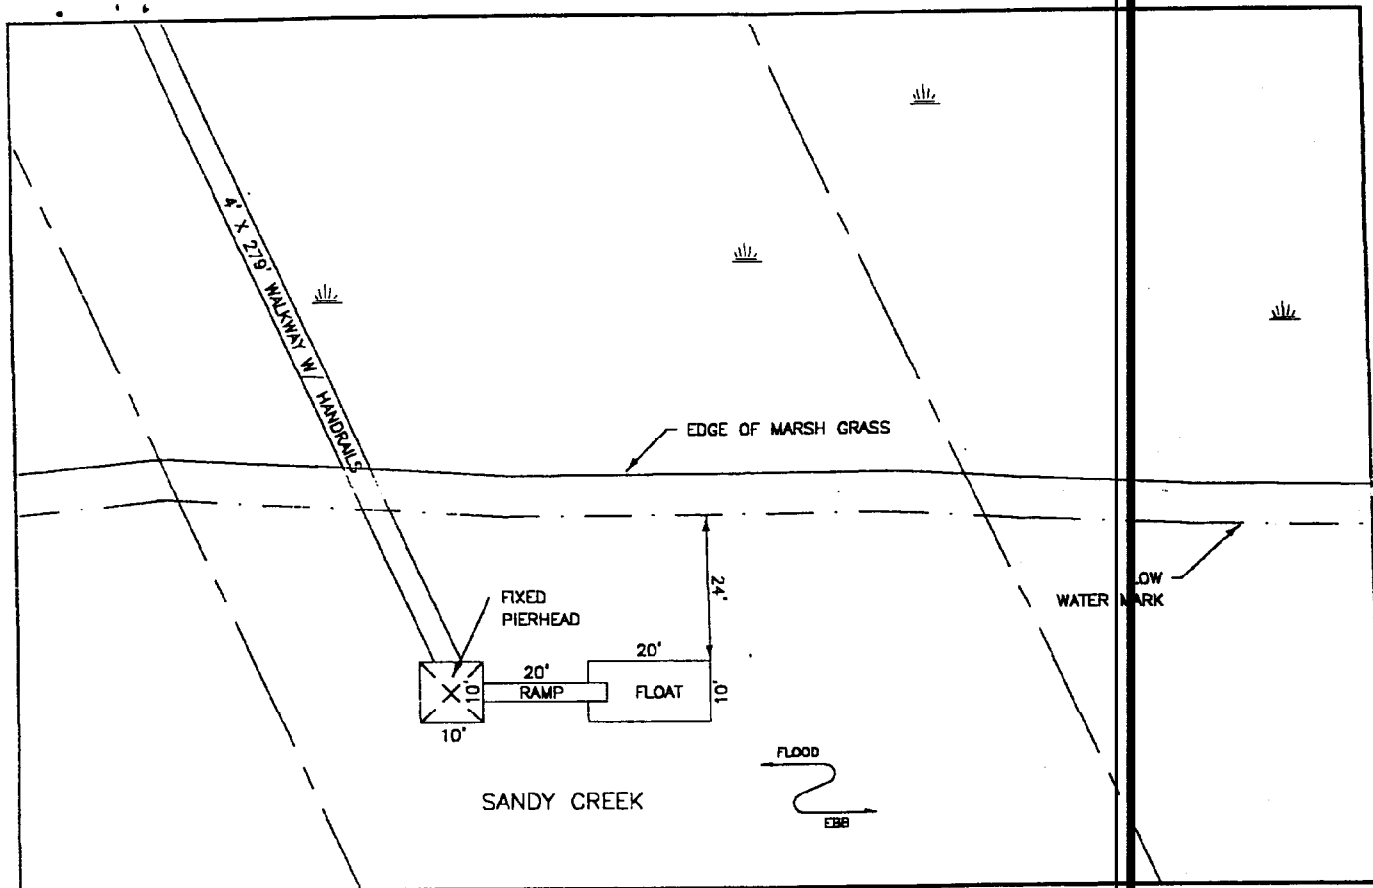 4' X 279' WALKWAY W/ HANDRAILS
EDGE OF MARSH GRASS
24'
LOW
WATER MARK
FIXED
PIERHEAD
20'
20'
RAMP
FLOAT
10'
10'
10'
FLOOD
SANDY CREEK
EBB